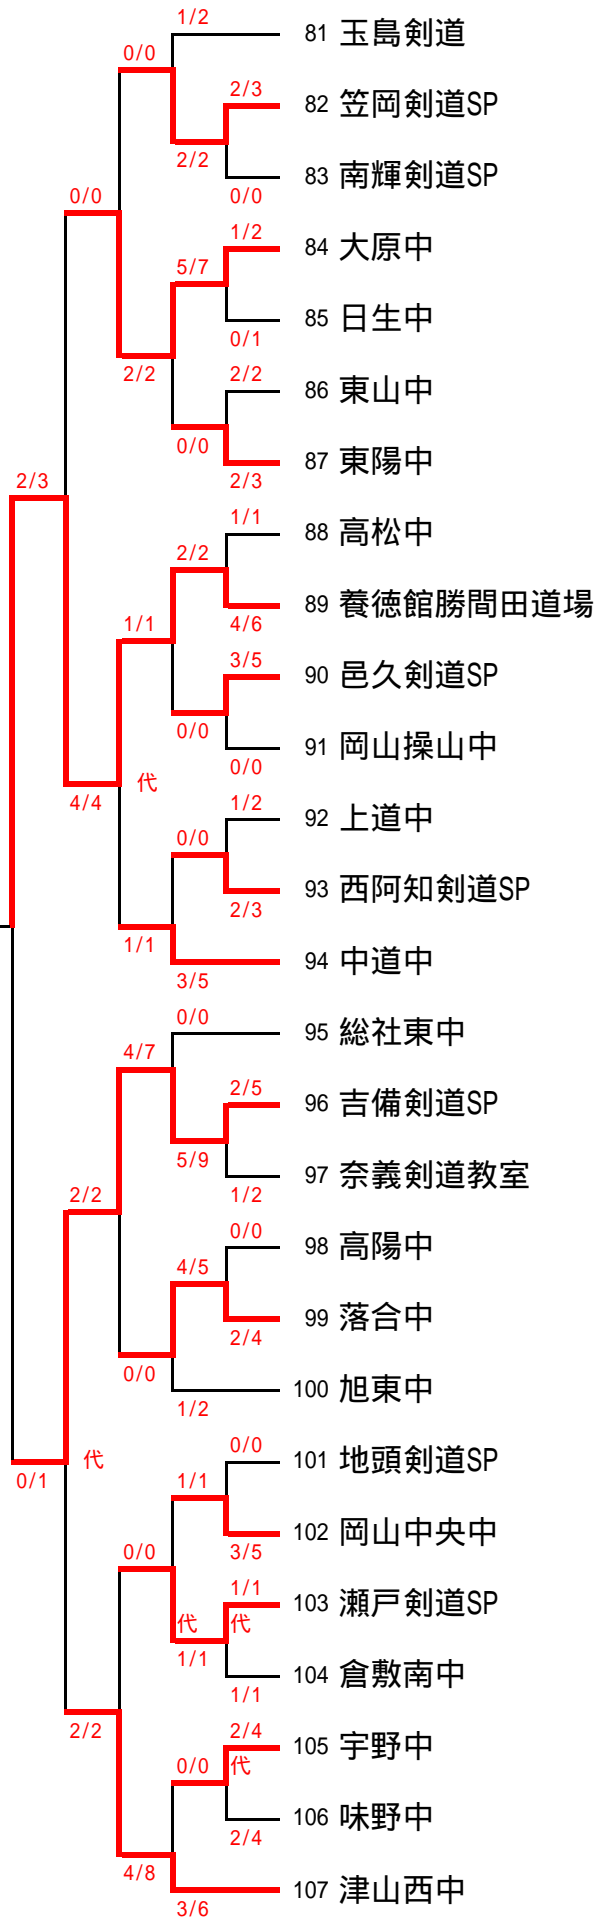 1/2
81 玉島剣道
0/0
2/3
82 笠岡剣道SP
2/2
83 南輝剣道SP
0/0
0/0
1/2
84 大原中
5/7
85 日生中
0/1
2/2
2/2
86 東山中
0/0
87 東陽中
2/3
2/3
1/1
88 高松中
2/2
89 養徳館勝間田道場
1/1
4/6
3/5
90 邑久剣道SP
0/0
91 岡山操山中
0/0
代
4/4
1/2
92 上道中
0/0
93 西阿知剣道SP
2/3
1/1
94 中道中
3/5
0/0
95 総社東中
4/7
2/5
96 吉備剣道SP
5/9
97 奈義剣道教室
2/2
1/2
0/0
98 高陽中
4/5
99 落合中
2/4
0/0
100 旭東中
1/2
0/0
代
101 地頭剣道SP
0/1
1/1
102 岡山中央中
0/0
3/5
1/1
103 瀬戸剣道SP
代
代
1/1
104 倉敷南中
1/1
2/2
2/4
105 宇野中
0/0
代
106 味野中
2/4
4/8
107 津山西中
3/6